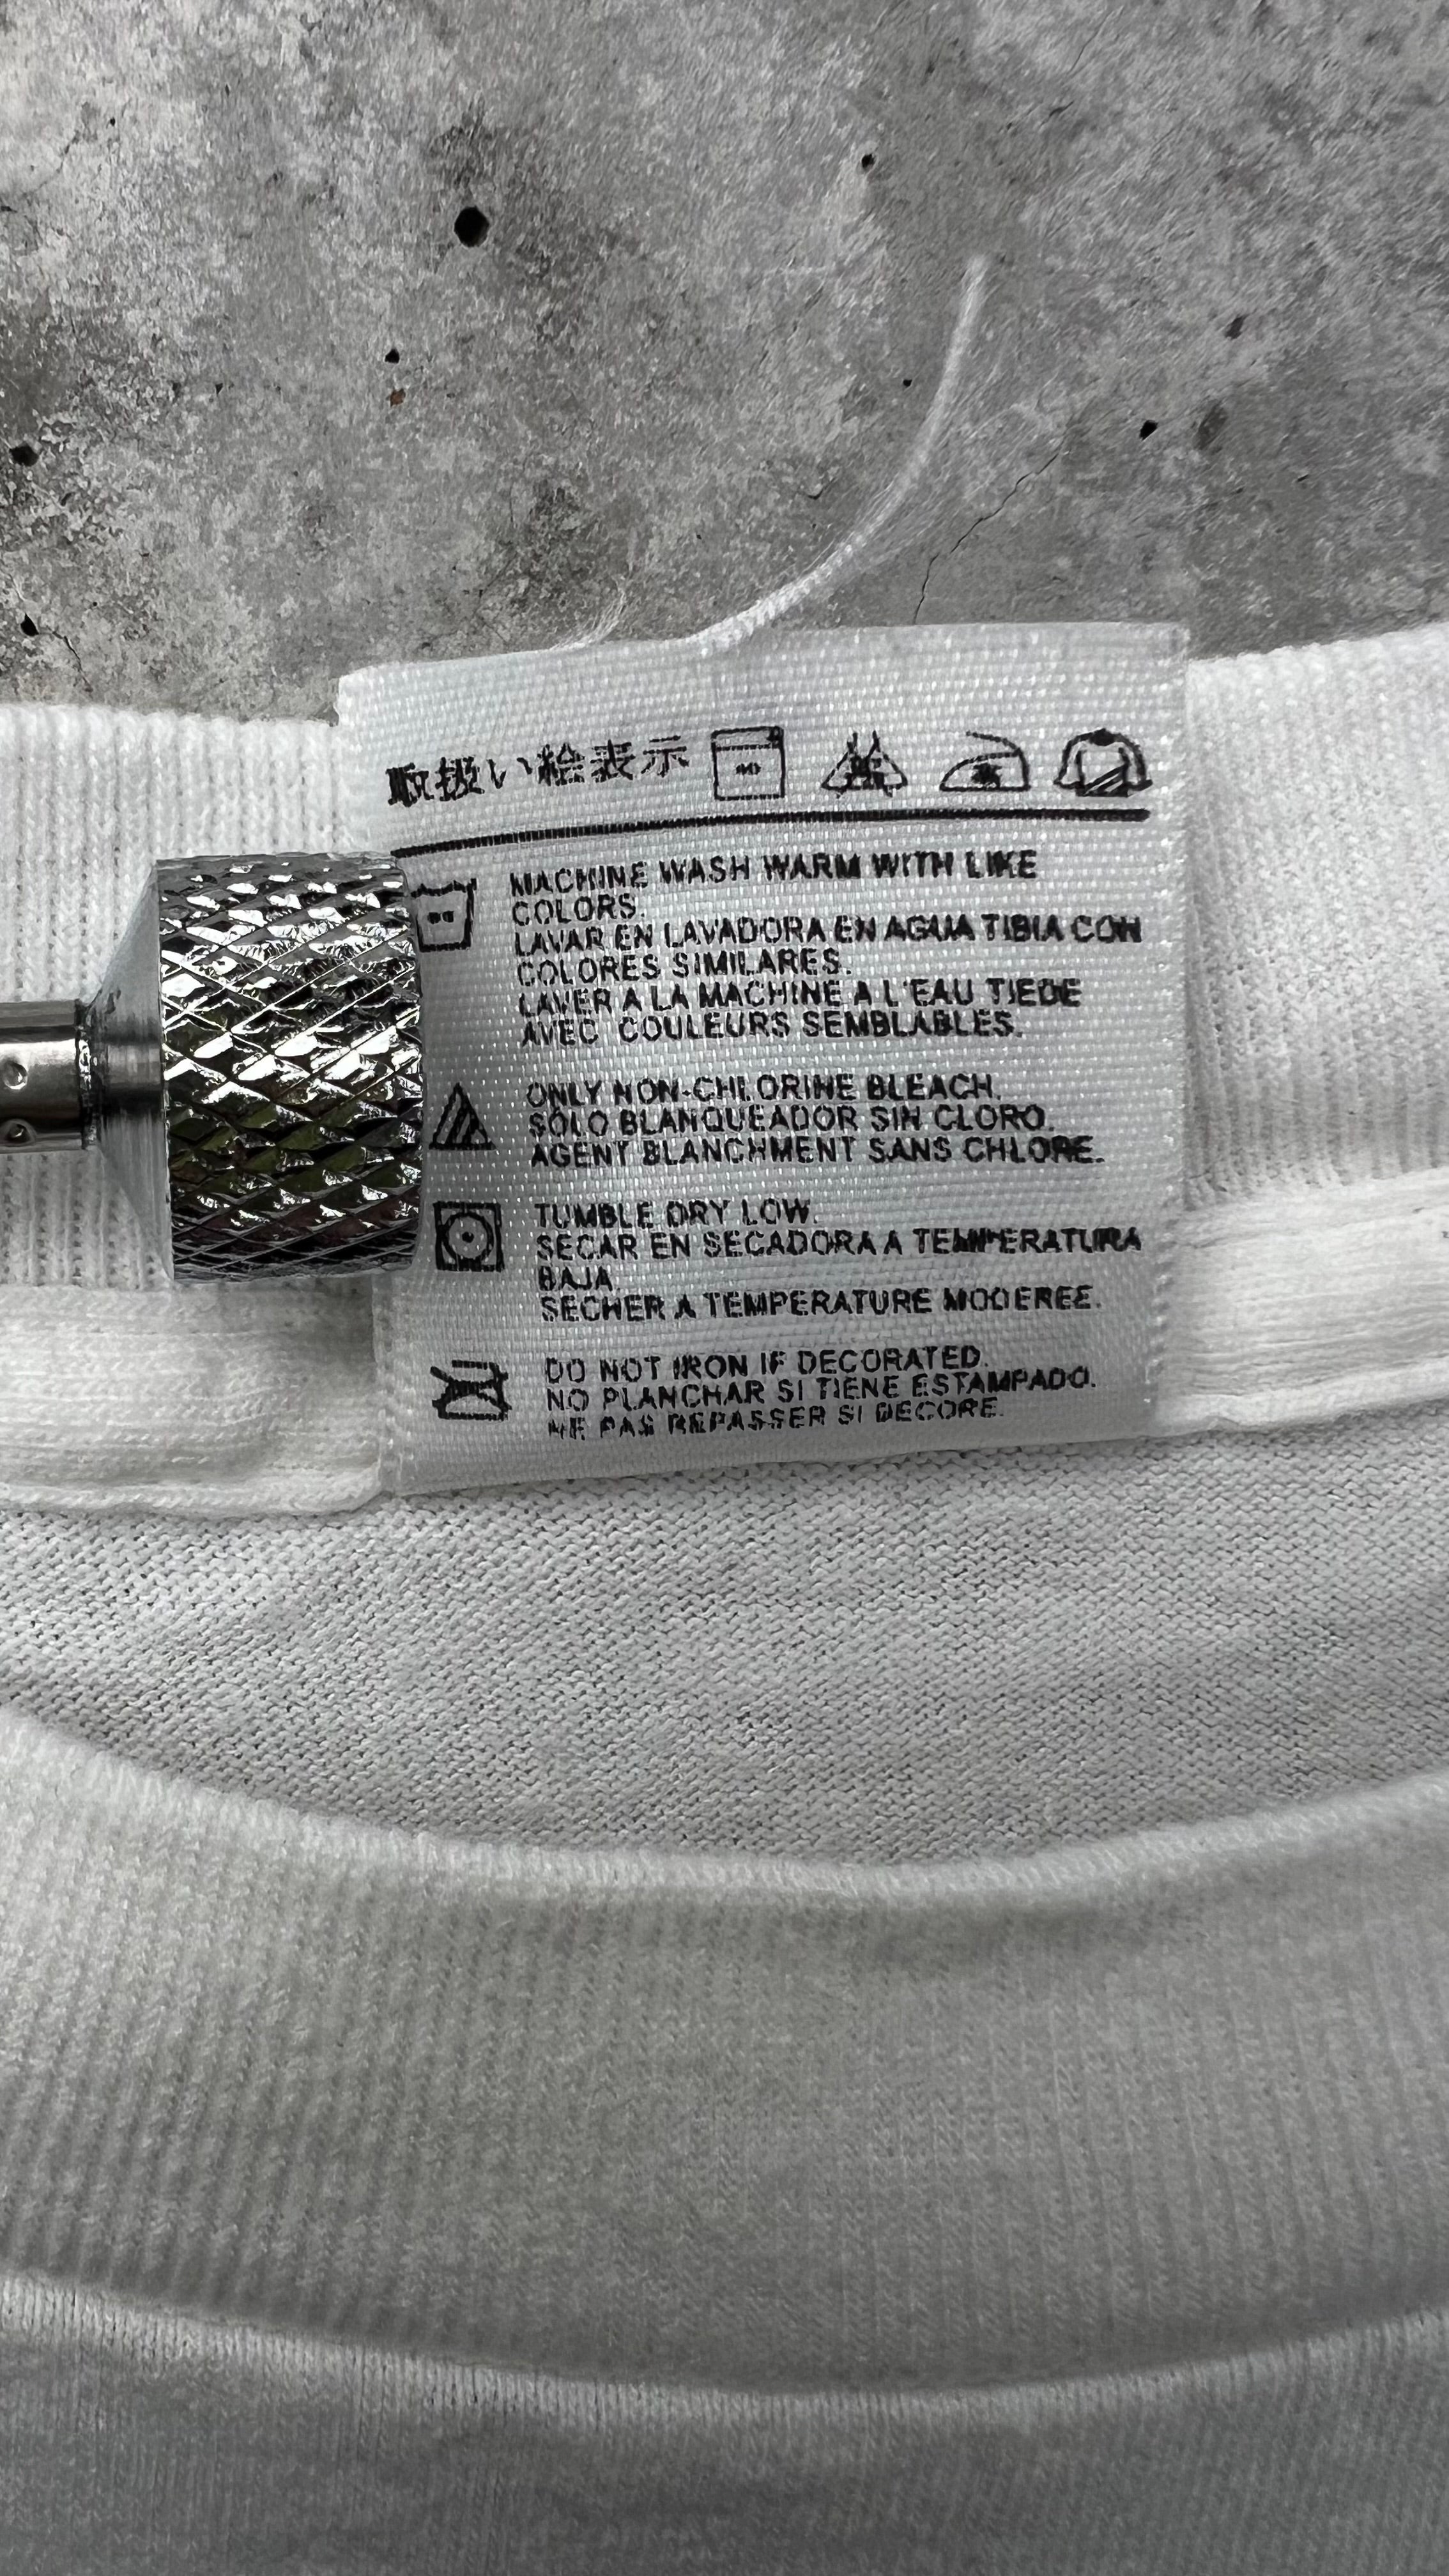 取扱い絵表示 40
MACHINE WASH WARM WITH LIKE
COLORS.
LAVAR EN LAVADORA EN AGUA TIBIA CON
COLORES SIMILARES.
LAVER A LA MACHINE A L'EAU TIEDE
AVEC COULEURS SEMBLABLES.
ONLY NON-CHLORINE BLEACH.
SOLO BLANQUEADOR SIN CLORO.
AGENT BLANCHMENT SANS CHLORE.
TUMBLE DRY LOW.
SECAR EN SECADORA A TEMPERATURA
BAJA.
SECHER A TEMPERATURE MODEREE.
DO NOT IRON IF DECORATED.
NO PLANCHAR SI TIENE ESTAMPADO.
NE PAS REPASSER SI DECORE.